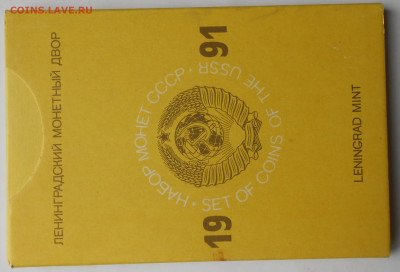 COINS.LAVE.RU
ЛЕНИНГРАДСКИЙ МОНЕТНЫЙ ДВОР
НАБОР МОНЕТ СССР · SET OF COINS OF THE USSR ·
19 91
LENINGRAD MINT